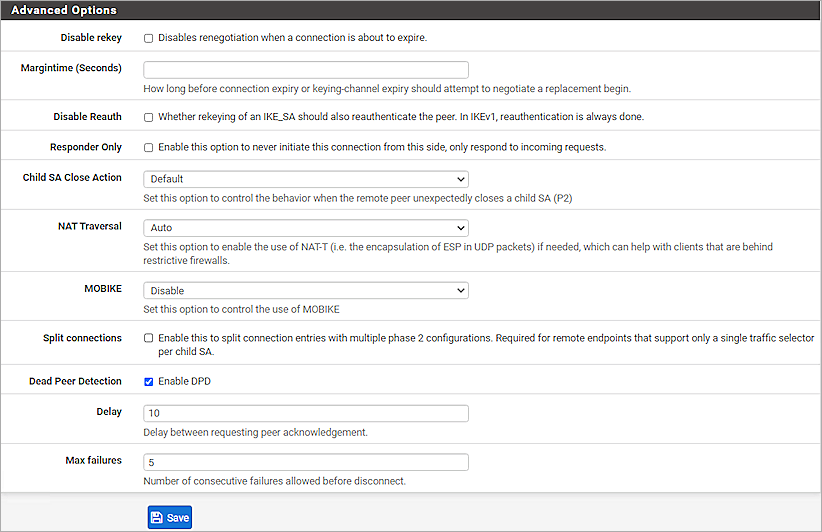 Advanced Options
Disable rekey
Disables renegotiation when a connection is about to expire.
Margintime (Seconds)
How long before connection expiry or keying-channel expiry should attempt to negotiate a replacement begin.
Disable Reauth
Whether rekeying of an IKE_SA should also reauthenticate the peer. In IKEv1, reauthentication is always done.
Responder Only
Enable this option to never initiate this connection from this side, only respond to incoming requests.
Child SA Close Action
Default
Set this option to control the behavior when the remote peer unexpectedly closes a child SA (P2)
NAT Traversal
Auto
Set this option to enable the use of NAT-T (i.e. the encapsulation of ESP in UDP packets) if needed, which can help with clients that are behind
restrictive firewalls.
MOBIKE
Disable
Set this option to control the use of MOBIKE
Split connections
Enable this to split connection entries with multiple phase 2 configurations. Required for remote endpoints that support only a single traffic selector
per child SA.
Dead Peer Detection
Enable DPD
Delay
10
Delay between requesting peer acknowledgement.
Max failures
5
Number of consecutive failures allowed before disconnect.
Save